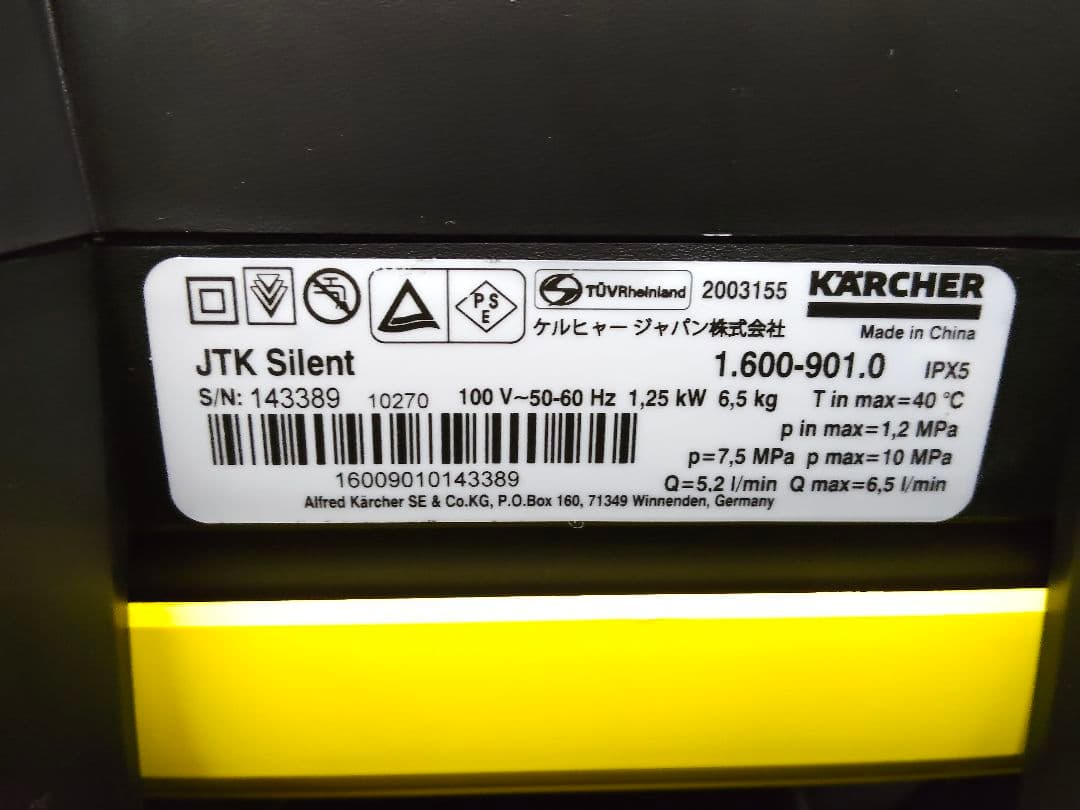 PS
E
TÜVRheinland
2003155
KÄRCHER
ケルヒャー ジャパン株式会社
Made in China
JTK Silent
1.600-901.0
IPX5
S/N: 143389 10270 100 V~50-60 Hz 1,25 kW 6,5 kg T in max=40 °C
p in max=1,2 MPa
p=7,5 MPa p max=10 MPa
16009010143389
Q=5,2 l/min Q max=6,5 l/min
Alfred Kärcher SE & Co.KG, P.O.Box 160, 71349 Winnenden, Germany